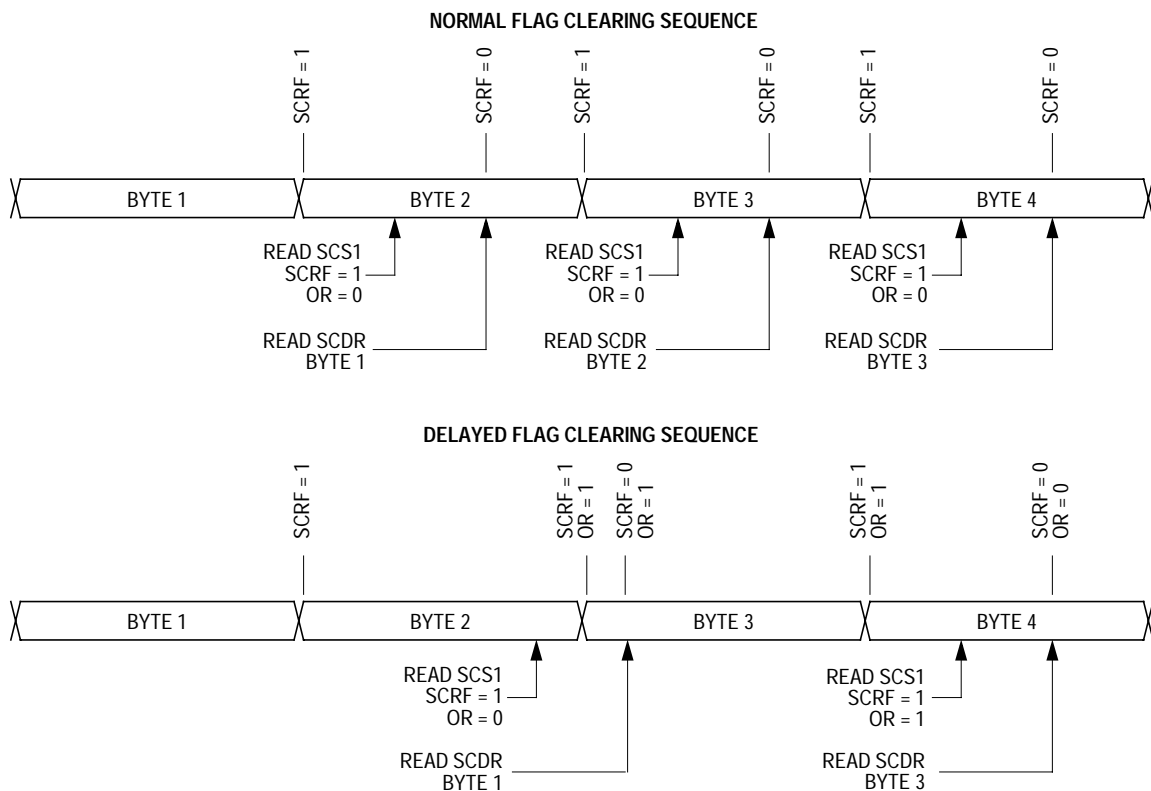 NORMAL FLAG CLEARING SEQUENCE
SCRF = 1
SCRF = 0
SCRF = 1
SCRF = 0
SCRF = 1
SCRF = 0
BYTE 1
BYTE 2
BYTE 3
BYTE 4
READ SCS1
SCRF = 1
OR = 0
READ SCS1
SCRF = 1
OR = 0
READ SCS1
SCRF = 1
OR = 0
READ SCDR
BYTE 1
READ SCDR
BYTE 2
READ SCDR
BYTE 3
DELAYED FLAG CLEARING SEQUENCE
SCRF = 1
SCRF = 1
OR = 1
SCRF = 0
OR = 1
SCRF = 1
OR = 1
SCRF = 0
OR = 0
BYTE 1
BYTE 2
BYTE 3
BYTE 4
READ SCS1
SCRF = 1
OR = 0
READ SCS1
SCRF = 1
OR = 1
READ SCDR
BYTE 1
READ SCDR
BYTE 3